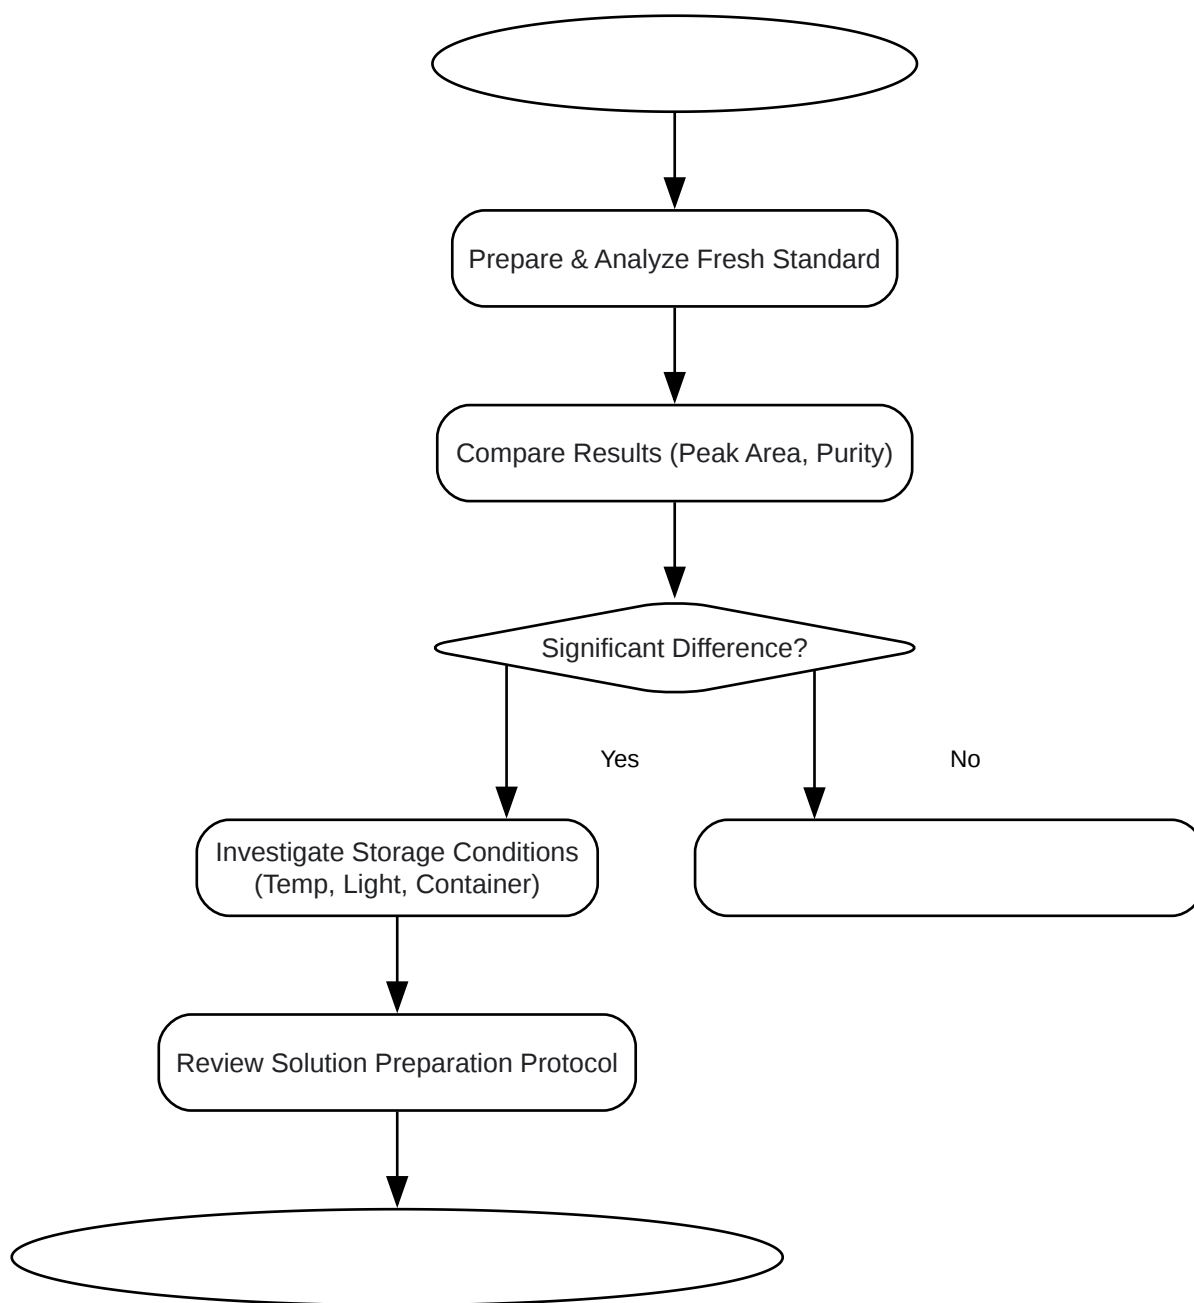 Prepare & Analyze Fresh Standard
Compare Results (Peak Area, Purity)
Significant Difference?
Yes
No
Investigate Storage Conditions
(Temp, Light, Container)
Review Solution Preparation Protocol